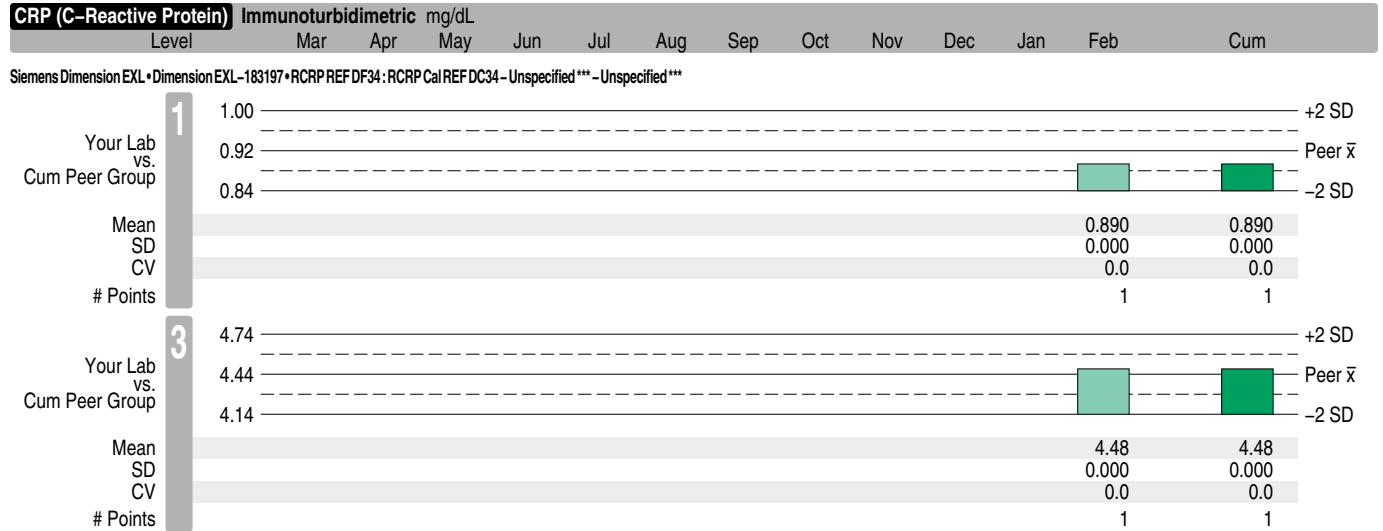 CRP (C−Reactive Protein) Immunoturbidimetric mg/dL
Level Mar Apr May Jun Jul Aug Sep Oct Nov Dec Jan Feb Cum
Siemens Dimension EXL • Dimension EXL−183197 • RCRP REF DF34 : RCRP Cal REF DC34 − Unspecified *** − Unspecified ***
1
1.00 +2 SD
Your Lab
vs.
Cum Peer Group
0.92 Peer x̅
0.84 −2 SD
Mean 0.890 0.890
SD 0.000 0.000
CV 0.0 0.0
# Points 1 1
3
4.74 +2 SD
Your Lab
vs.
Cum Peer Group
4.44 Peer x̅
4.14 −2 SD
Mean 4.48 4.48
SD 0.000 0.000
CV 0.0 0.0
# Points 1 1